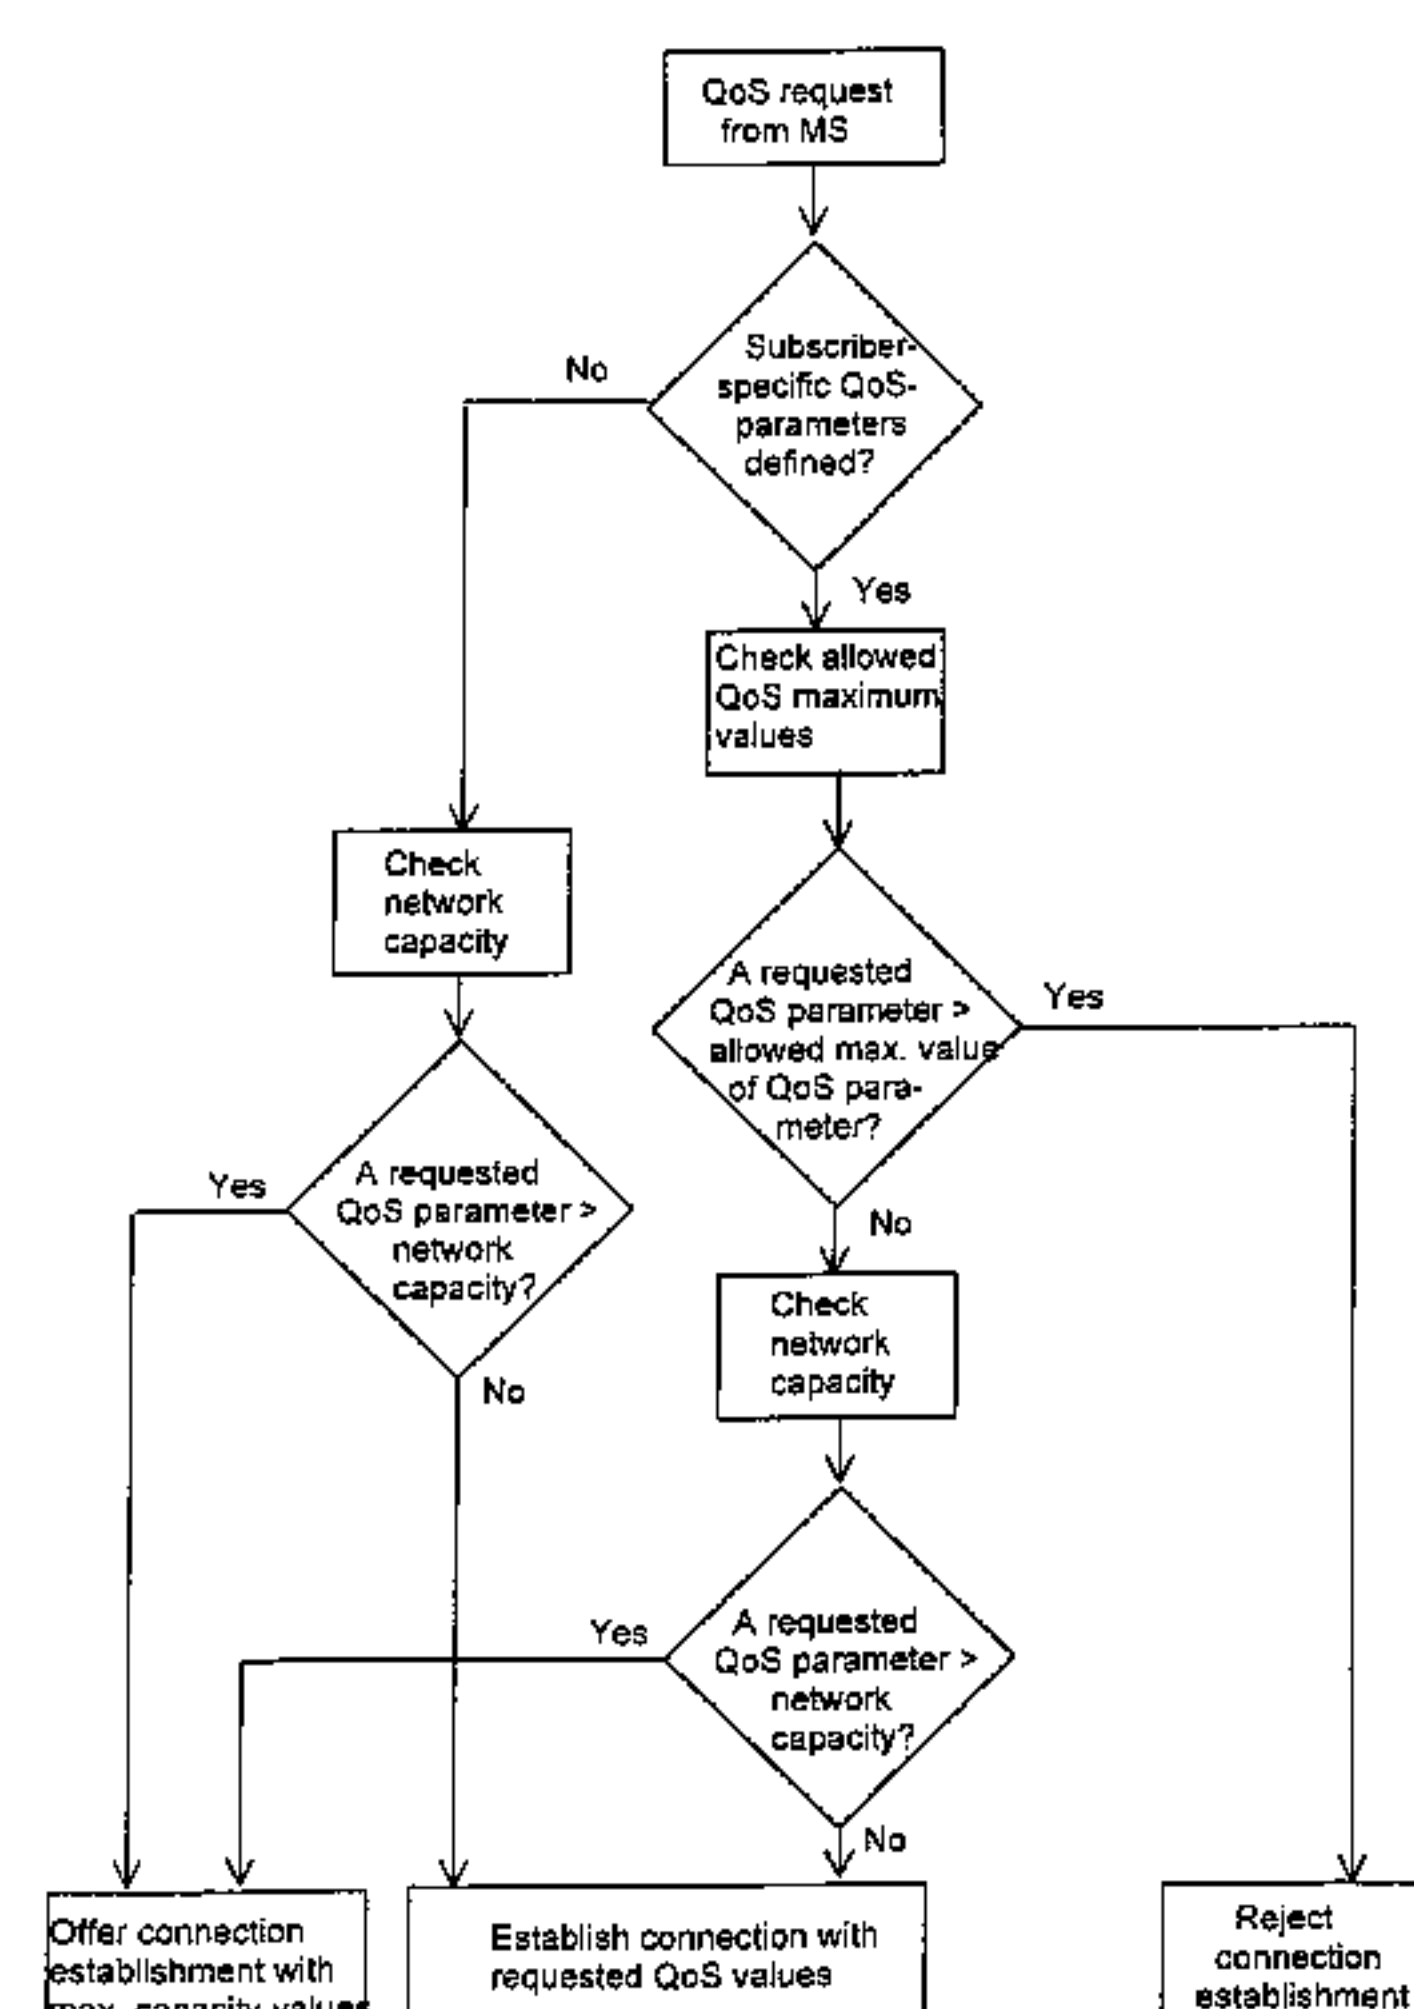 QoS request
from MS
Subscriber-
specific QoS-
parameters
defined?
No
Yes
Check allowed
QoS maximum
values
Check
network
capacity
A requested
QoS parameter >
allowed max. value
of QoS para-
meter?
Yes
No
A requested
QoS parameter >
network
capacity?
Yes
No
Check
network
capacity
A requested
QoS parameter >
network
capacity?
Yes
No
Offer connection
establishment with
max. capacity values
Establish connection with
requested QoS values
Reject
connection
establishment